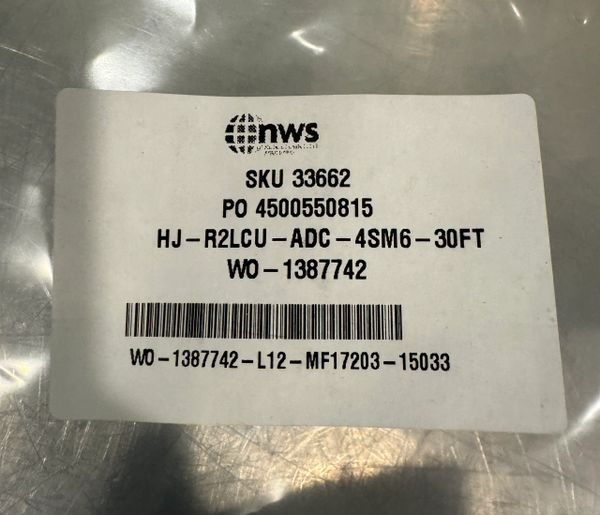 nws
SKU 33662
PO 4500550815
HJ-R2LCU-ADC-4SM6-30FT
WO-1387742
WO-1387742-L12-MF17203-15033